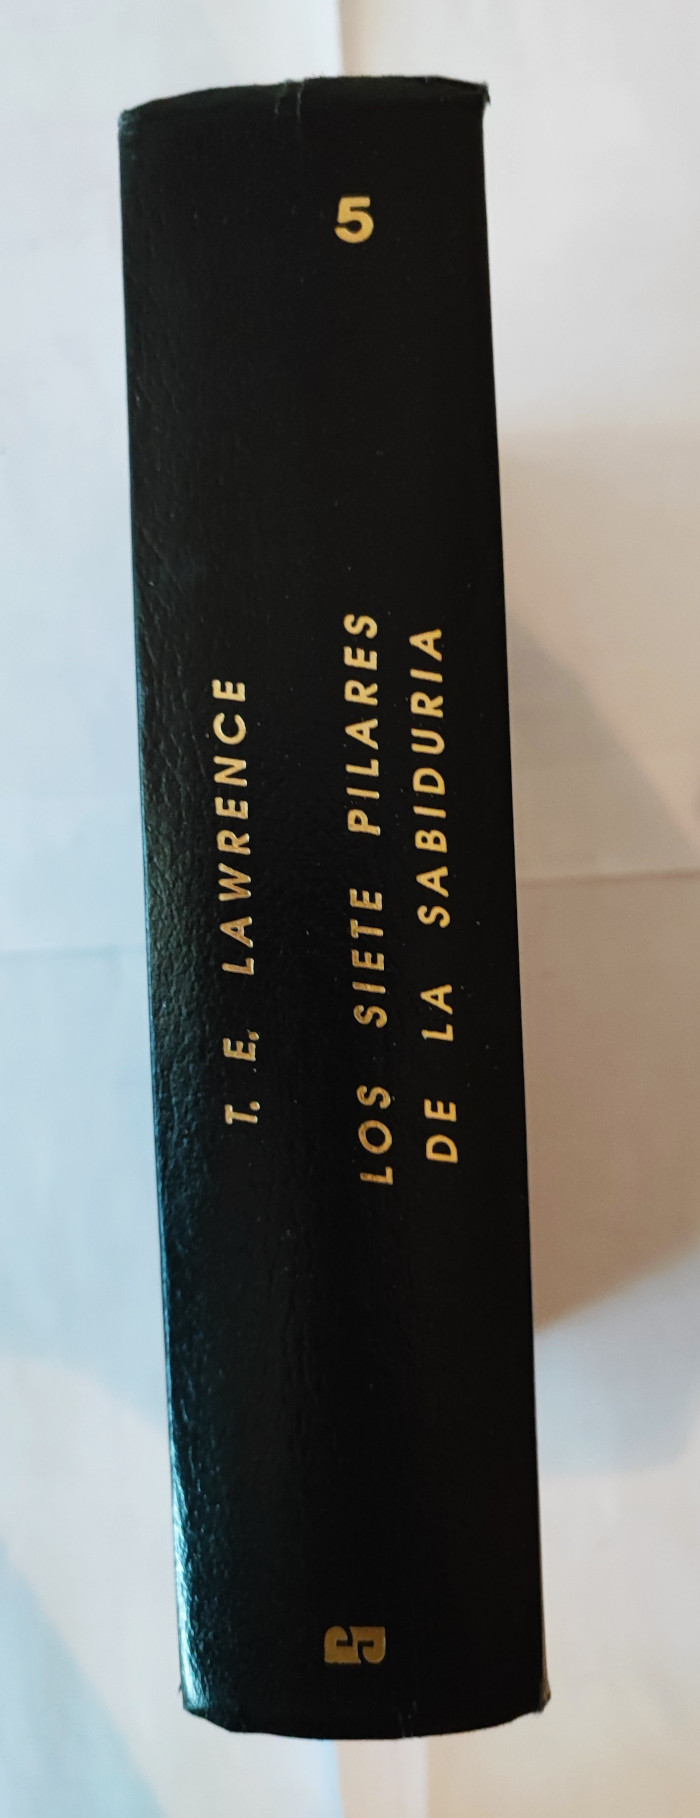 5
T. E. LAWRENCE
LOS SIETE PILARES
DE LA SABIDURIA